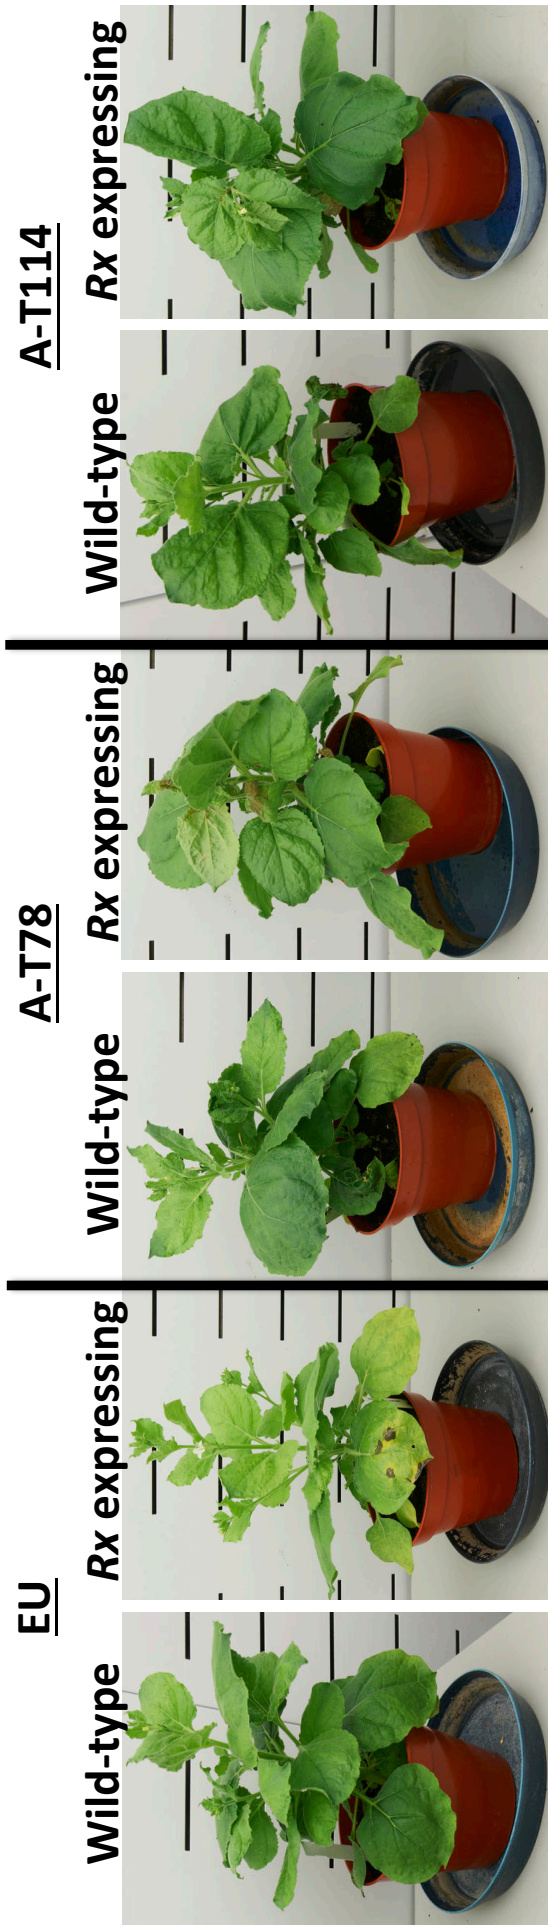 EU
Wild-type
Rx expressing
A-T78
Wild-type
Rx expressing
A-T114
Wild-type
Rx expressing